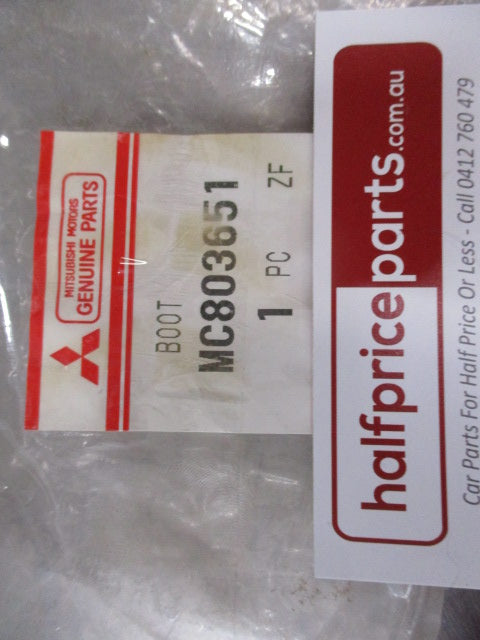 MITSUBISHI MOTORS
GENUINE PARTS
BOOT
MC803651
1 PC ZF
halfpriceparts.com.au
Car Parts For Half Price Or Less - Call 0412 760 479